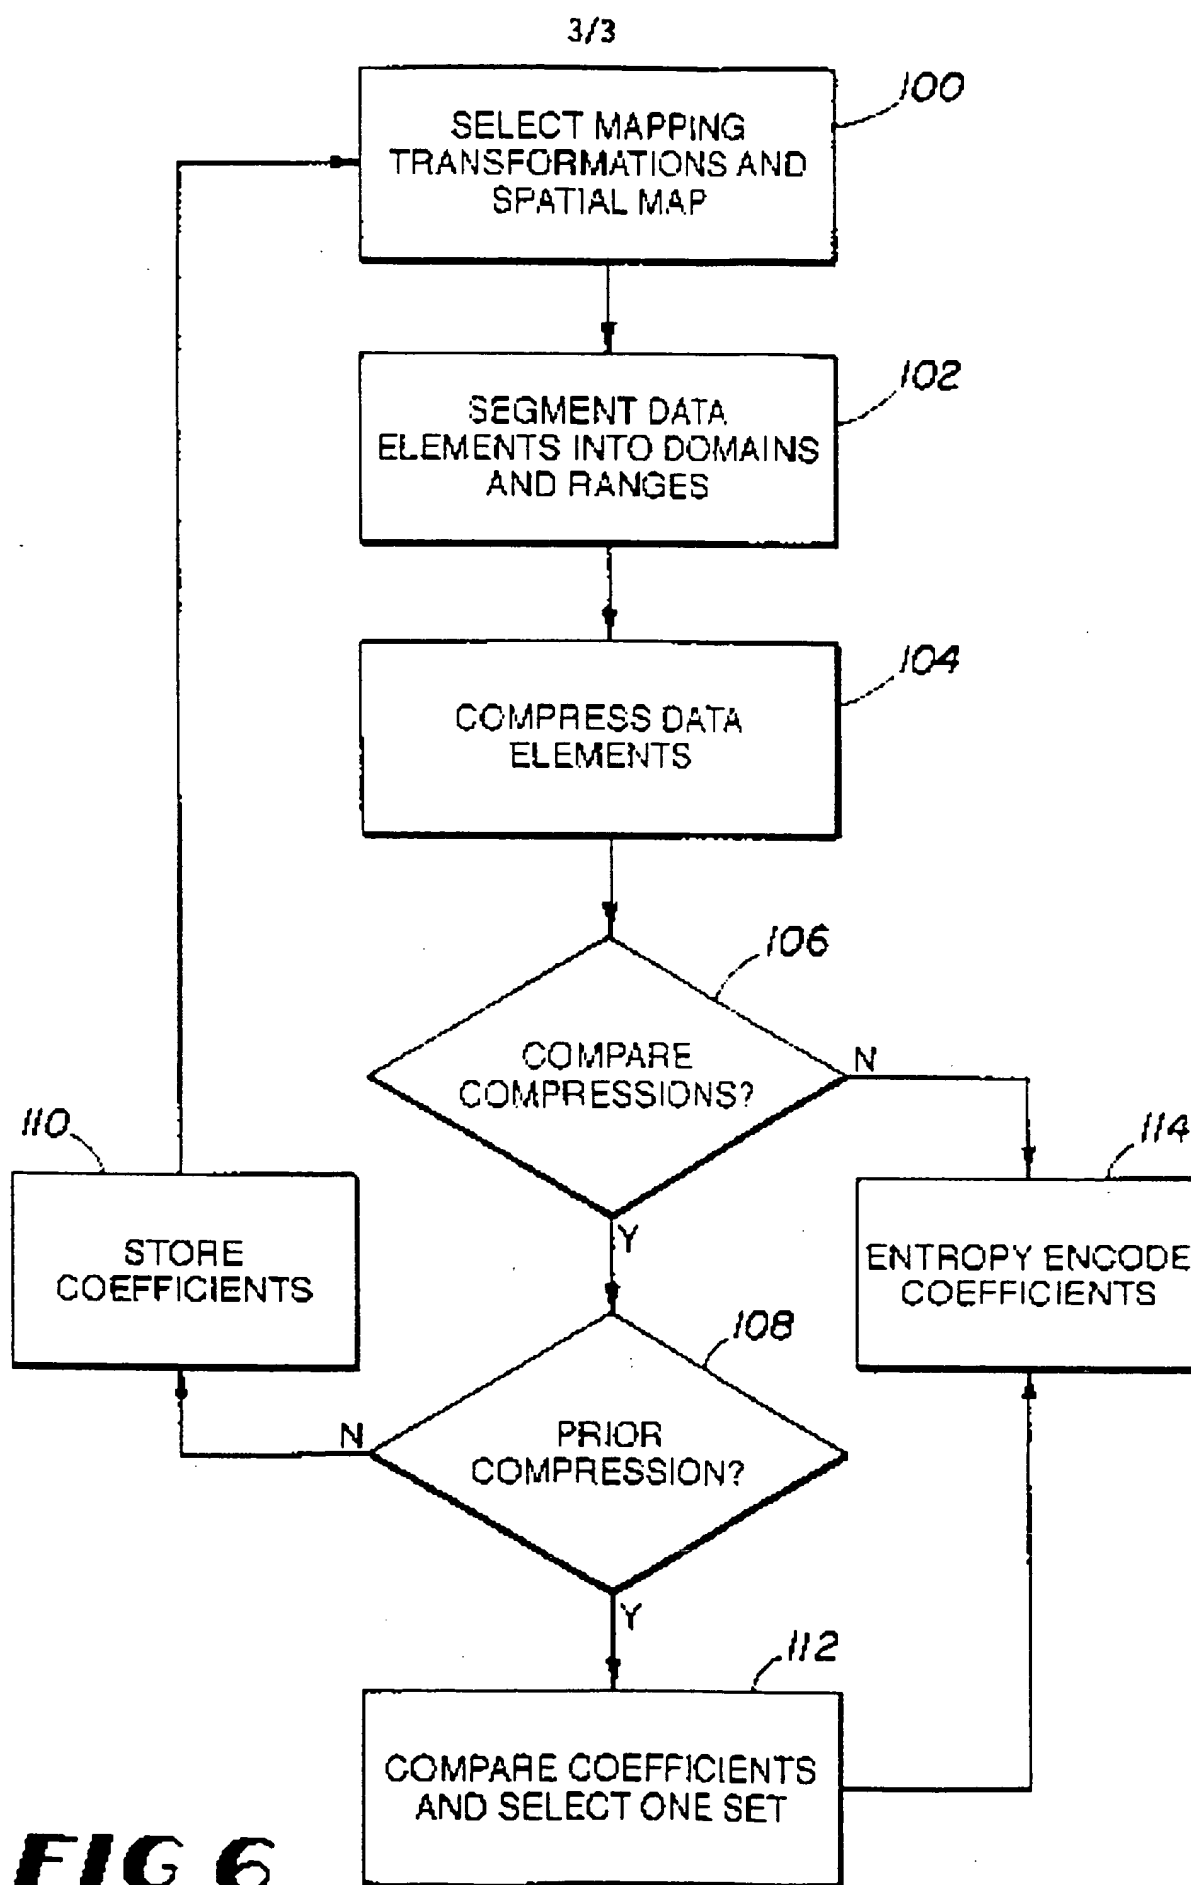 3/3
100
SELECT MAPPING
TRANSFORMATIONS AND
SPATIAL MAP
102
SEGMENT DATA
ELEMENTS INTO DOMAINS
AND RANGES
104
COMPRESS DATA
ELEMENTS
106
COMPARE
COMPRESSIONS?
N
Y
110
STORE
COEFFICIENTS
114
ENTROPY ENCODE
COEFFICIENTS
108
PRIOR
COMPRESSION?
N
Y
112
COMPARE COEFFICIENTS
AND SELECT ONE SET
FIG 6